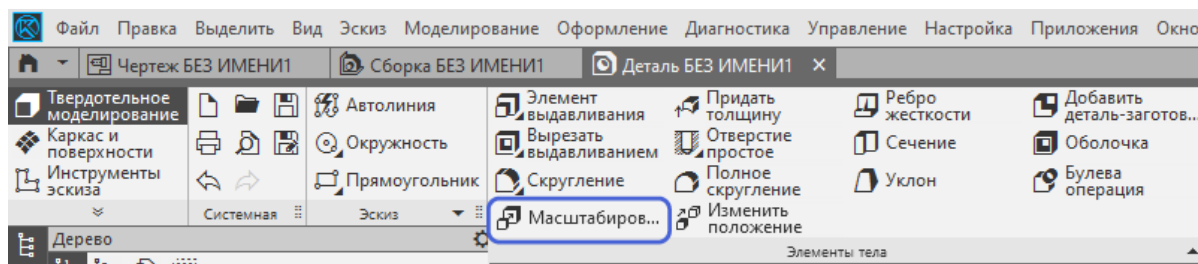 Файл Правка Выделить Вид Эскиз Моделирование Оформление Диагностика Управление Настройка Приложения Окно
Чертеж БЕЗ ИМЕНИ1 Сборка БЕЗ ИМЕНИ1 Деталь БЕЗ ИМЕНИ1
Твердотельное
моделирование
Автолиния
Элемент
выдавливания
Придать
толщину
Ребро
жесткости
Добавить
деталь-заготов...
Каркас и
поверхности
Окружность
Вырезать
выдавливанием
Отверстие
простое
Сечение
Оболочка
Инструменты
эскиза
Прямоугольник
Скругление
Полное
скругление
Уклон
Булева
операция
Системная
Эскиз
Масштабиров...
Изменить
положение
Дерево
Элементы тела